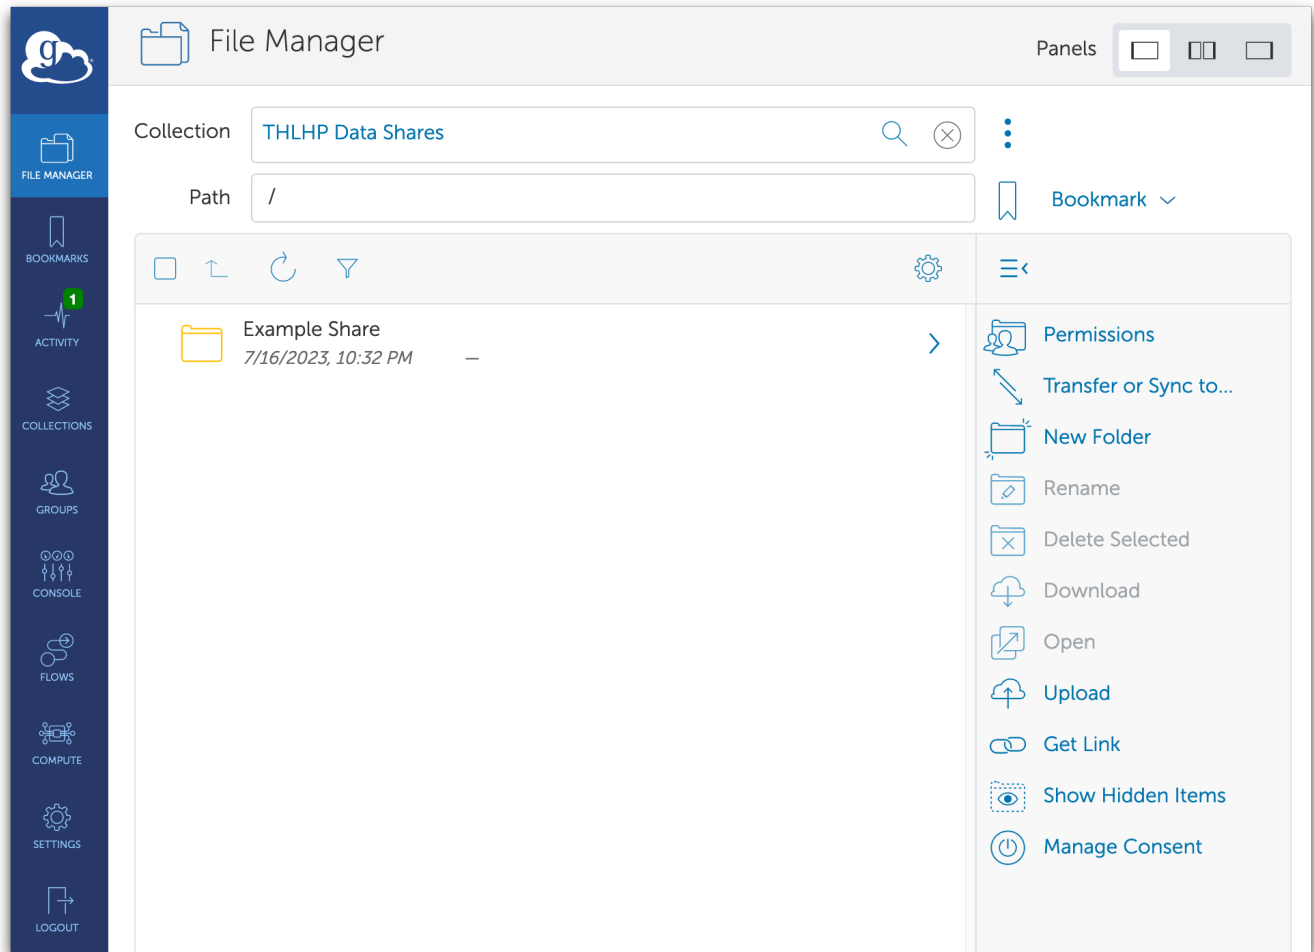 g
File Manager
Panels
FILE MANAGER
BOOKMARKS
1
ACTIVITY
COLLECTIONS
GROUPS
CONSOLE
FLOWS
COMPUTE
SETTINGS
LOGOUT
Collection
THLHP Data Shares
Path
/
Bookmark
Example Share
7/16/2023, 10:32 PM —
Permissions
Transfer or Sync to...
New Folder
Rename
Delete Selected
Download
Open
Upload
Get Link
Show Hidden Items
Manage Consent